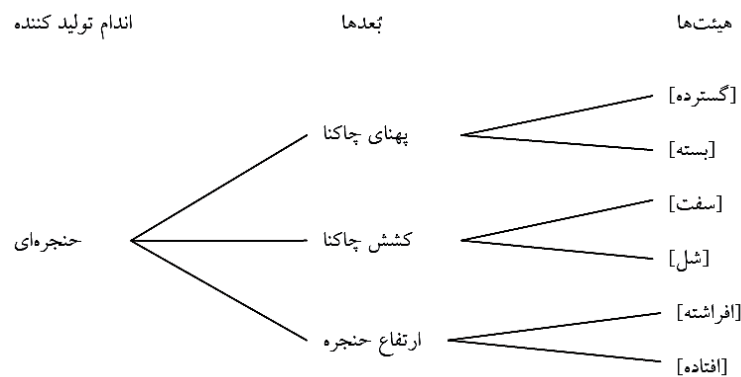 هیئت‌ها بُعدها اندام تولید کننده
[گسترده]
پهنای چاکنا
[بسته]
[سفت]
کشش چاکنا حنجره‌ای
[شل]
[افراشته]
ارتفاع حنجره
[افتاده]